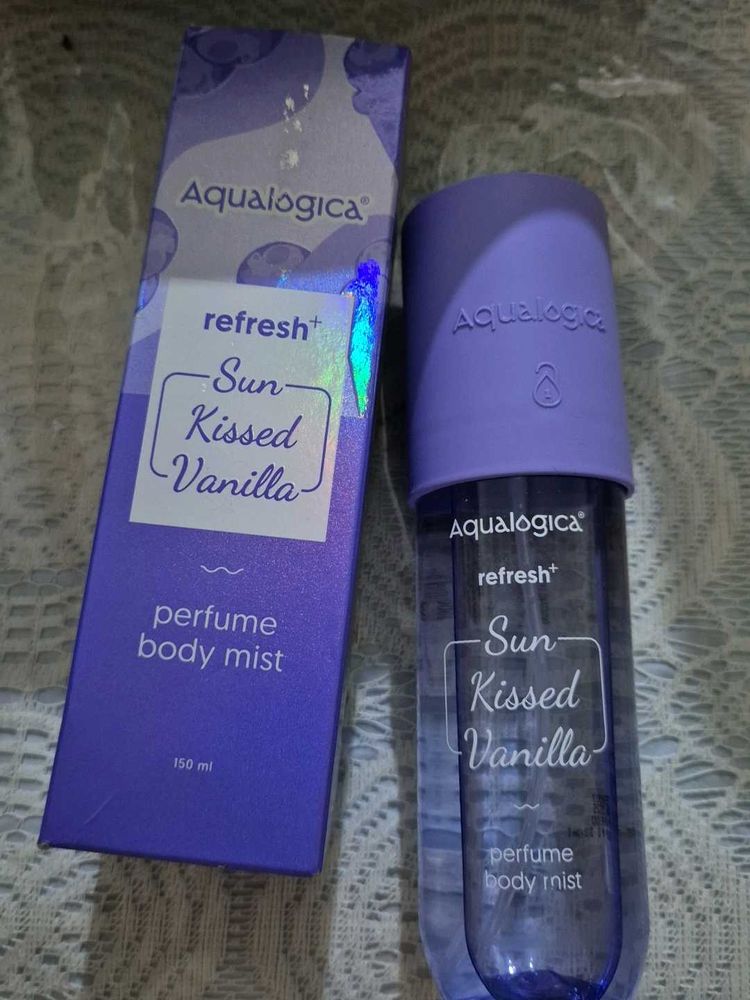 Aqualogica®
refresh+
Sun
Kissed
Vanilla
perfume
body mist
150 ml
Aqualogica
Aqualogica®
refresh+
Sun
Kissed
Vanilla
perfume
body mist